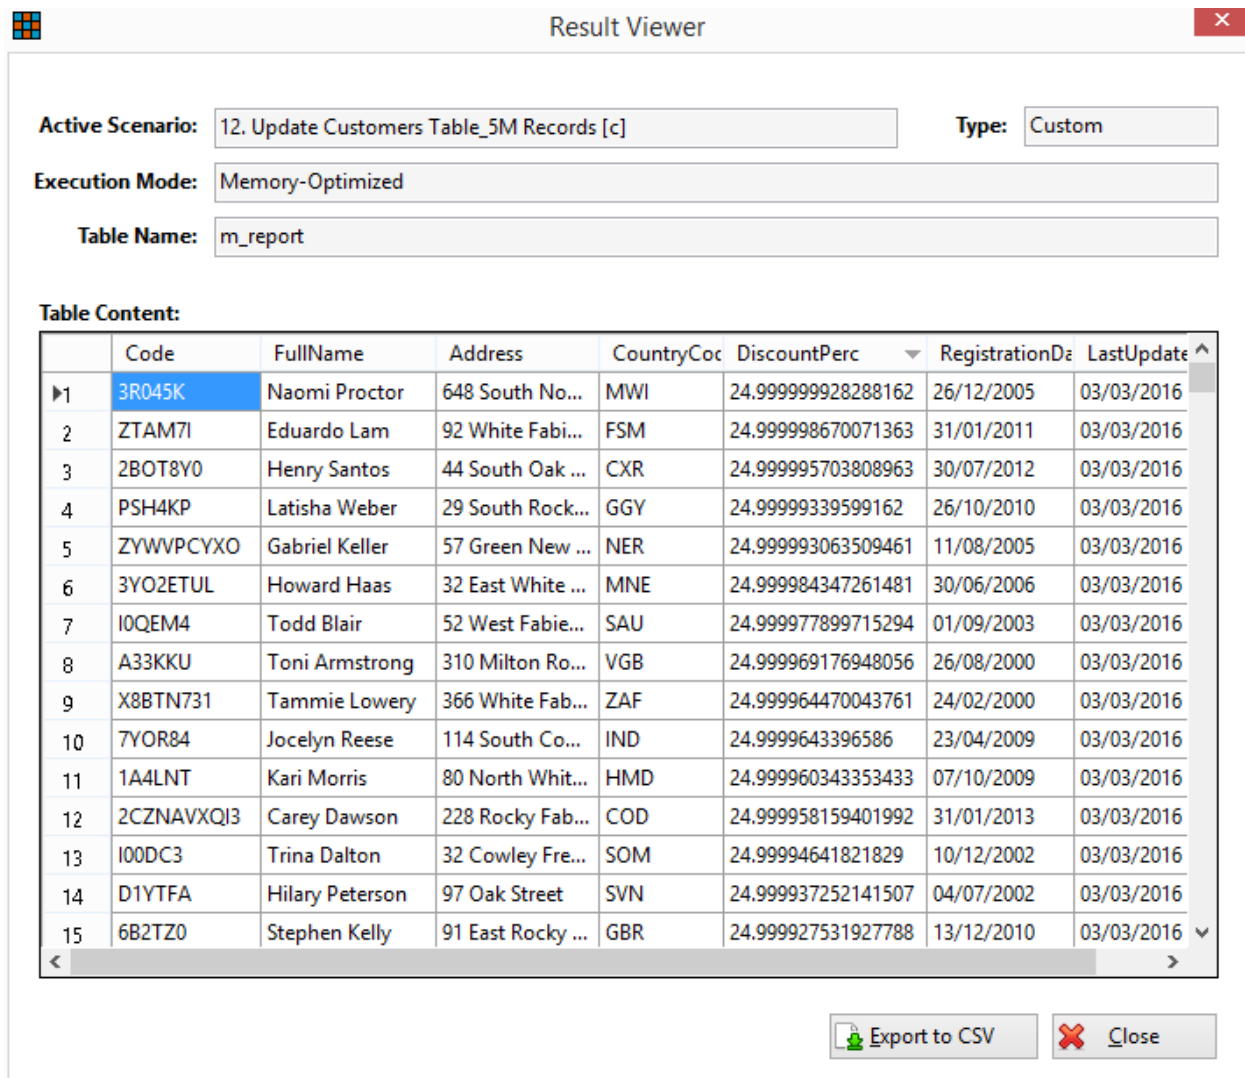 Result Viewer
Active Scenario: 12. Update Customers Table_5M Records [c] Type: Custom
Execution Mode: Memory-Optimized
Table Name: m_report
Table Content:
Code FullName Address CountryCoc DiscountPerc RegistrationDa LastUpdate
1 3R045K Naomi Proctor 648 South No... MWI 24.999999928288162 26/12/2005 03/03/2016
2 ZTAM7I Eduardo Lam 92 White Fabi... FSM 24.999998670071363 31/01/2011 03/03/2016
3 2BOT8Y0 Henry Santos 44 South Oak ... CXR 24.999995703808963 30/07/2012 03/03/2016
4 PSH4KP Latisha Weber 29 South Rock... GGY 24.99999339599162 26/10/2010 03/03/2016
5 ZYWVPCYXO Gabriel Keller 57 Green New ... NER 24.999993063509461 11/08/2005 03/03/2016
6 3YO2ETUL Howard Haas 32 East White ... MNE 24.999984347261481 30/06/2006 03/03/2016
7 I0QEM4 Todd Blair 52 West Fabie... SAU 24.999977899715294 01/09/2003 03/03/2016
8 A33KKU Toni Armstrong 310 Milton Ro... VGB 24.999969176948056 26/08/2000 03/03/2016
9 X8BTN731 Tammie Lowery 366 White Fab... ZAF 24.999964470043761 24/02/2000 03/03/2016
10 7YOR84 Jocelyn Reese 114 South Co... IND 24.9999643396586 23/04/2009 03/03/2016
11 1A4LNT Kari Morris 80 North Whit... HMD 24.999960343353433 07/10/2009 03/03/2016
12 2CZNAVXQI3 Carey Dawson 228 Rocky Fab... COD 24.999958159401992 31/01/2013 03/03/2016
13 I00DC3 Trina Dalton 32 Cowley Fre... SOM 24.99994641821829 10/12/2002 03/03/2016
14 D1YTFA Hilary Peterson 97 Oak Street SVN 24.999937252141507 04/07/2002 03/03/2016
15 6B2TZ0 Stephen Kelly 91 East Rocky ... GBR 24.999927531927788 13/12/2010 03/03/2016
Export to CSV Close